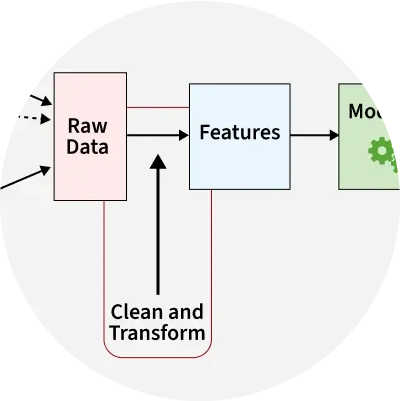 Raw
Data
Features
Clean and
Transform